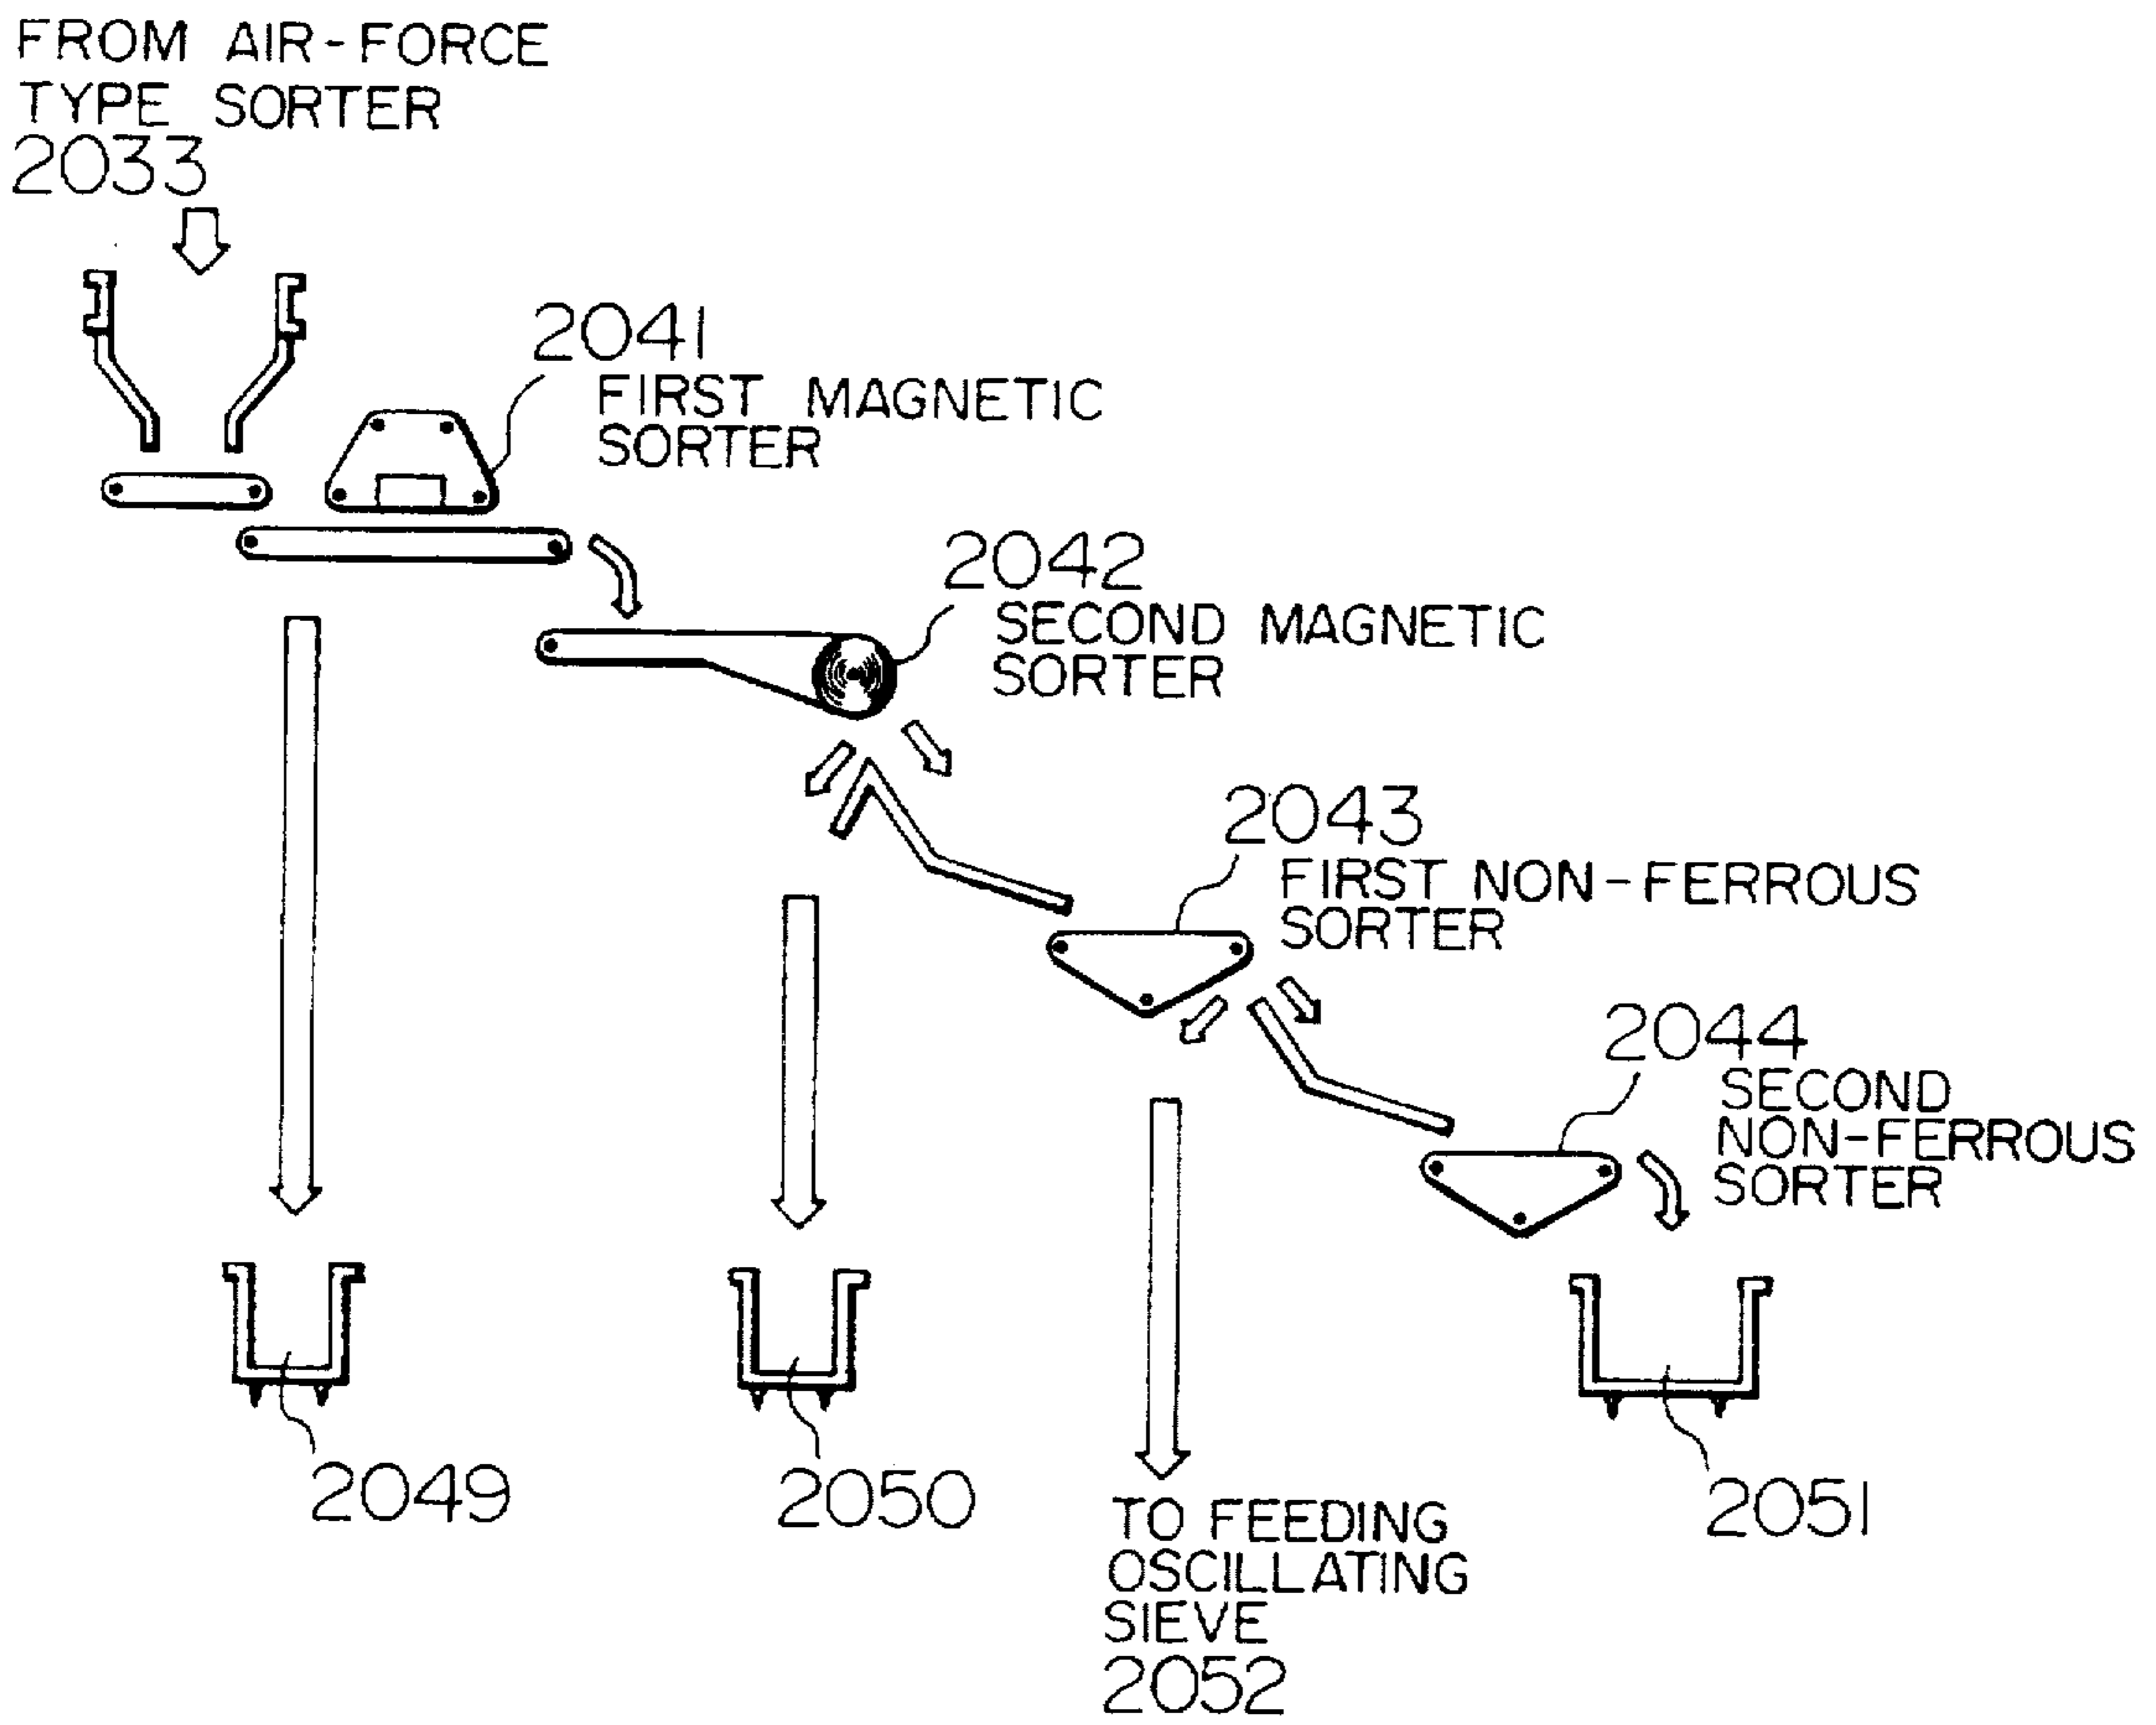 FROM AIR-FORCE
TYPE SORTER
2033
2041
FIRST MAGNETIC
SORTER
2042
SECOND MAGNETIC
SORTER
2043
FIRST NON-FERROUS
SORTER
2044
SECOND
NON-FERROUS
SORTER
2049
2050
TO FEEDING
OSCILLATING
SIEVE
2052
2051